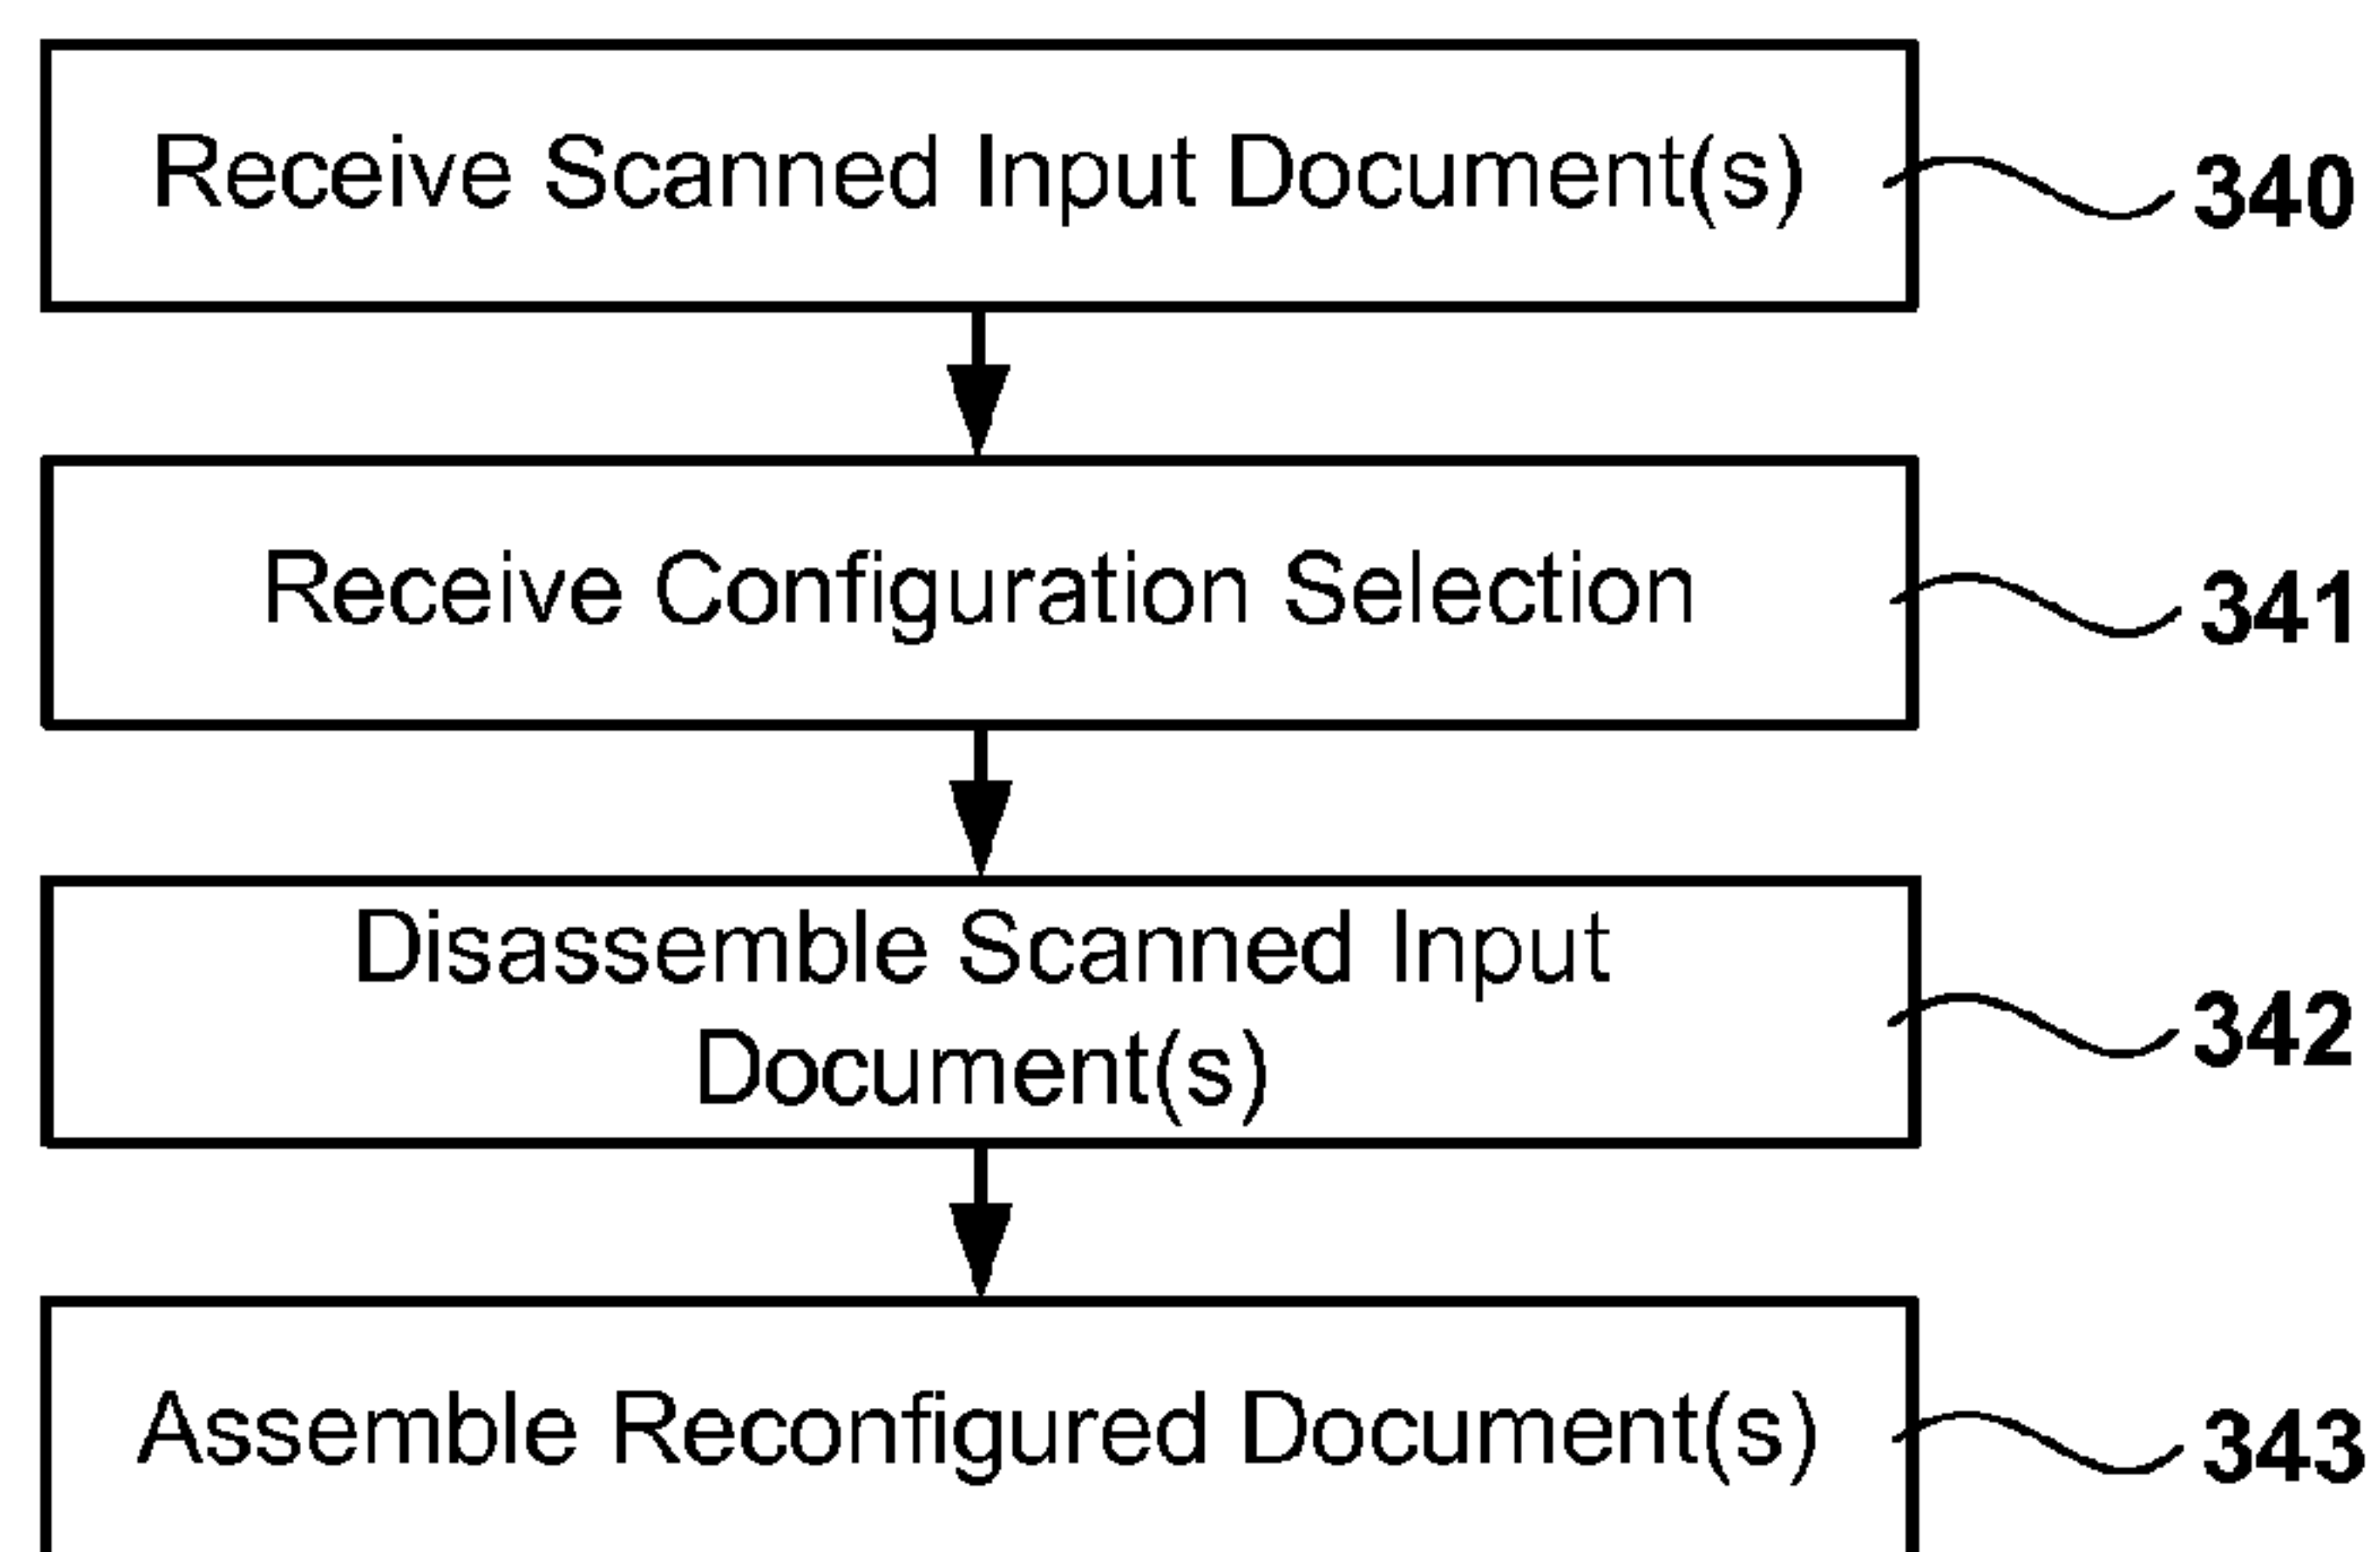 Receive Scanned Input Document(s)
340
Receive Configuration Selection
341
Disassemble Scanned Input
Document(s)
342
Assemble Reconfigured Document(s)
343